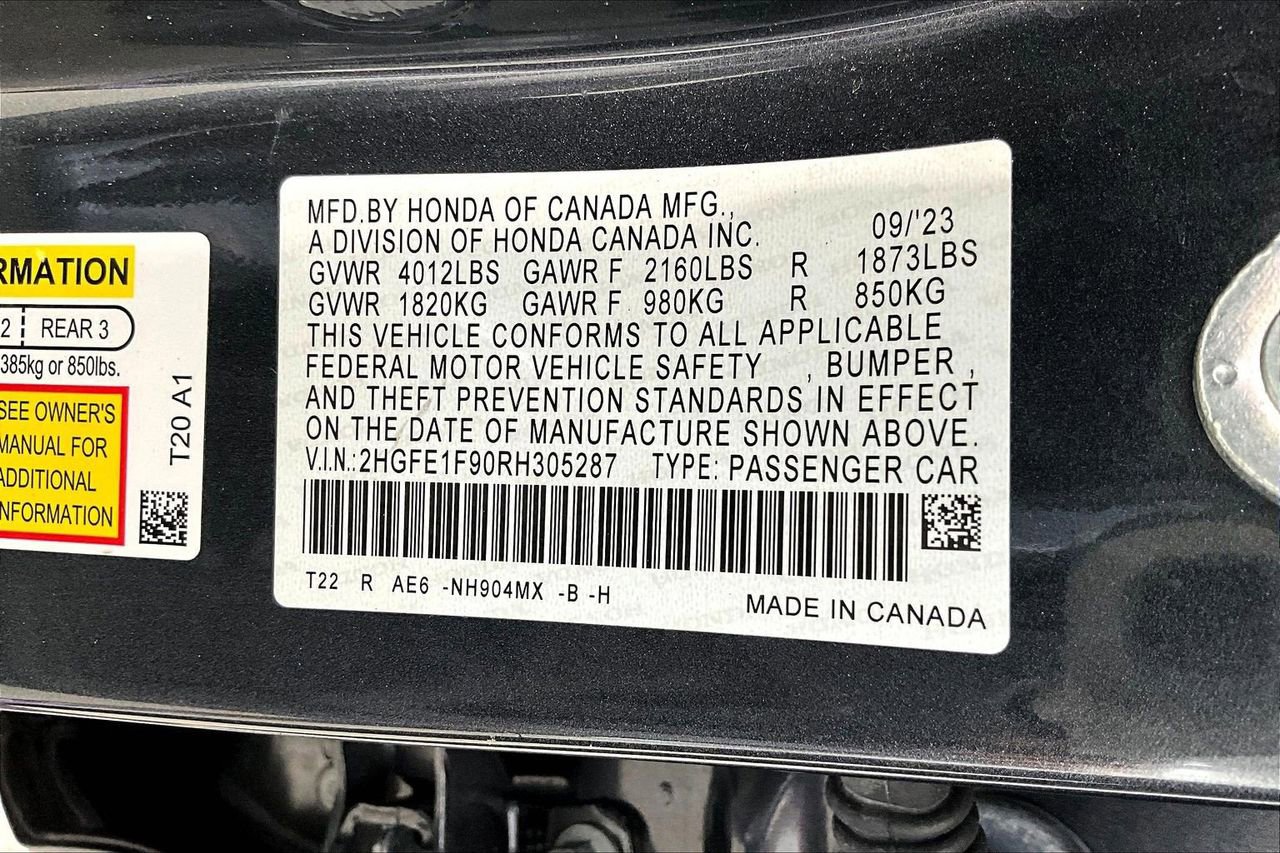 RMATION
2 REAR 3
385kg or 850lbs.
SEE OWNER'S
MANUAL FOR
ADDITIONAL
INFORMATION
T20 A1
MFD.BY HONDA OF CANADA MFG.,
A DIVISION OF HONDA CANADA INC. 09/'23
GVWR 4012LBS GAWR F 2160LBS R 1873LBS
GVWR 1820KG GAWR F 980KG R 850KG
THIS VEHICLE CONFORMS TO ALL APPLICABLE
FEDERAL MOTOR VEHICLE SAFETY , BUMPER ,
AND THEFT PREVENTION STANDARDS IN EFFECT
ON THE DATE OF MANUFACTURE SHOWN ABOVE.
V.I.N.:2HGFE1F90RH305287 TYPE: PASSENGER CAR
T22 R AE6 -NH904MX -B -H
MADE IN CANADA